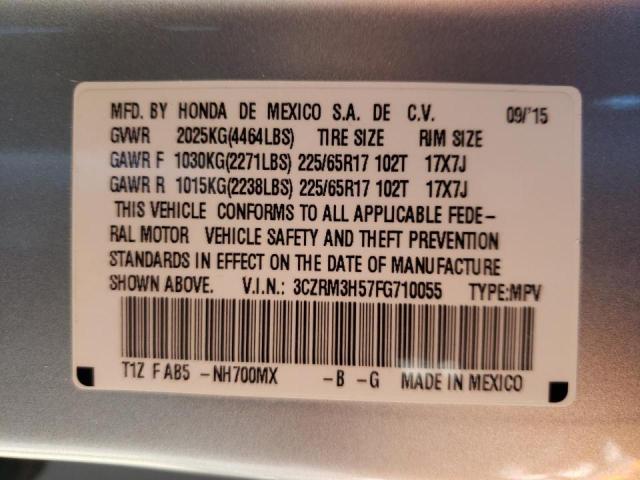 MFD. BY HONDA DE MEXICO S.A. DE C.V. 09/'15
GVWR 2025KG(4464LBS) TIRE SIZE RIM SIZE
GAWR F 1030KG(2271LBS) 225/65R17 102T 17X7J
GAWR R 1015KG(2238LBS) 225/65R17 102T 17X7J
THIS VEHICLE CONFORMS TO ALL APPLICABLE FEDE-
RAL MOTOR VEHICLE SAFETY AND THEFT PREVENTION
STANDARDS IN EFFECT ON THE DATE OF MANUFACTURE
SHOWN ABOVE. V.I.N.: 3CZRM3H57FG710055 TYPE:MPV
T1Z F AB5 -NH700MX -B -G MADE IN MEXICO